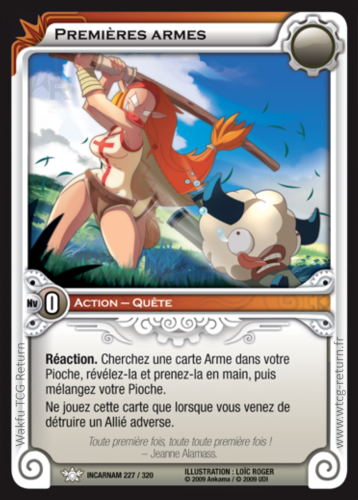 Premières armes
Nv 0 Action – Quête
Réaction. Cherchez une carte Arme dans votre
Pioche, révélez-la et prenez-la en main, puis
mélangez votre Pioche.
Ne jouez cette carte que lorsque vous venez de
détruire un Allié adverse.
Toute première fois, toute toute première fois !
– Jeanne Alamass.
INCARNAM 227 / 320
ILLUSTRATION : LOÏC ROGER
© 2009 Ankama / © 2009 UDI
Wakfu TCG Return
www.wtcg-return.fr